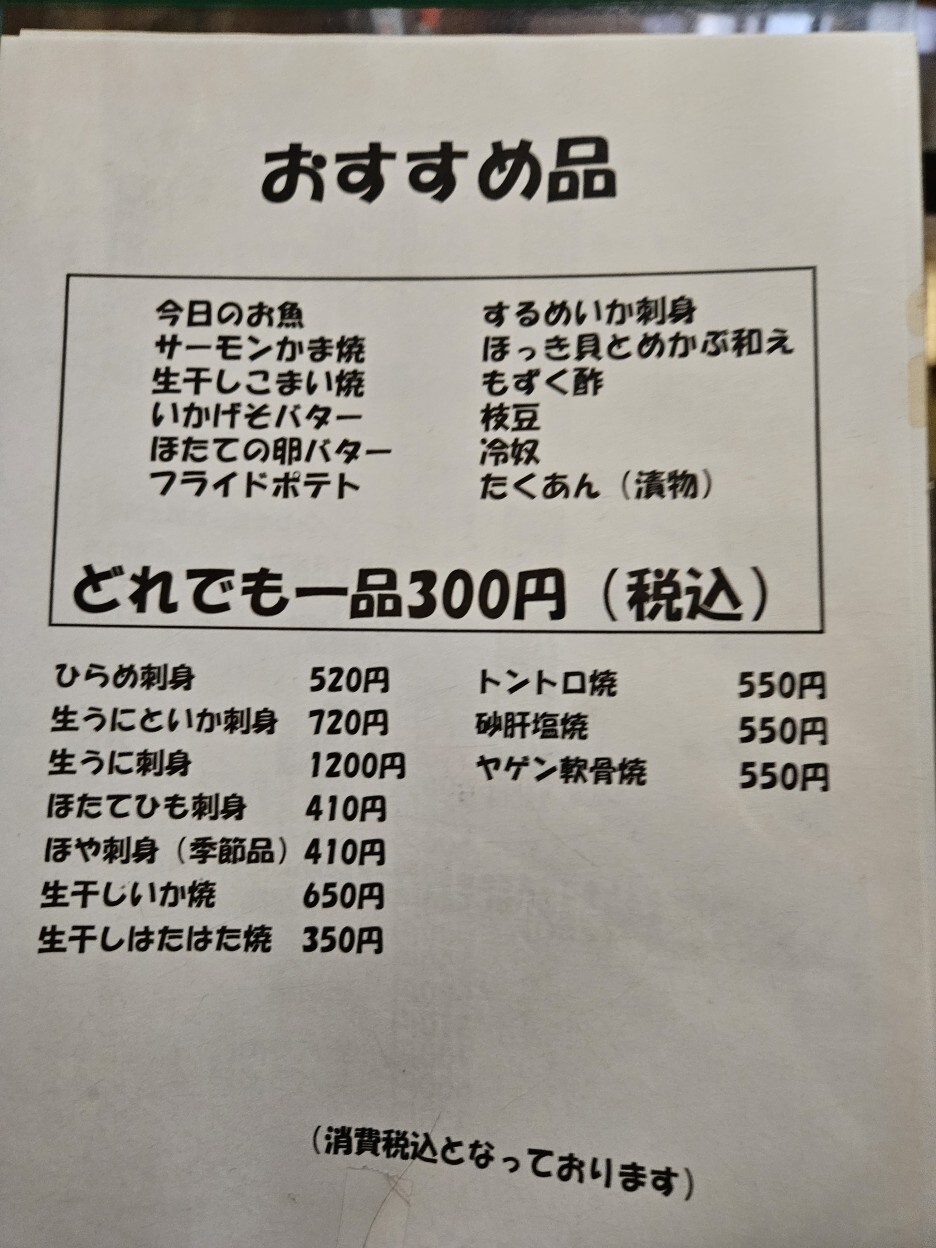 おすすめ品
今日のお魚
サーモンかま焼
生干しこまい焼
いかげそバター
ほたての卵バター
フライドポテト
するめいか刺身
ほっき貝とめかぶ和え
もずく酢
枝豆
冷奴
たくあん（漬物）
どれでも一品300円（税込）
ひらめ刺身 520円
生うにといか刺身 720円
生うに刺身 1200円
ほたてひも刺身 410円
ほや刺身（季節品）410円
生干しいか焼 650円
生干しはたはた焼 350円
トントロ焼 550円
砂肝塩焼 550円
ヤゲン軟骨焼 550円
（消費税込となっております）